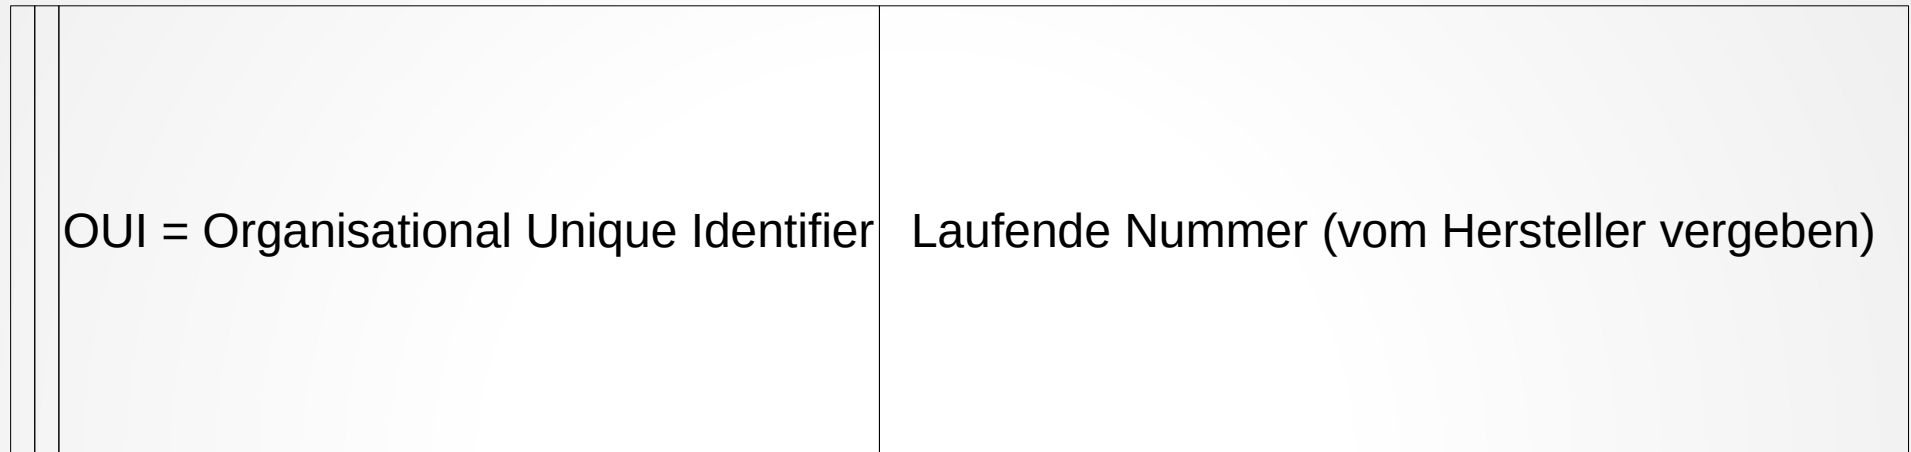 OUI = Organisational Unique Identifier
Laufende Nummer (vom Hersteller vergeben)